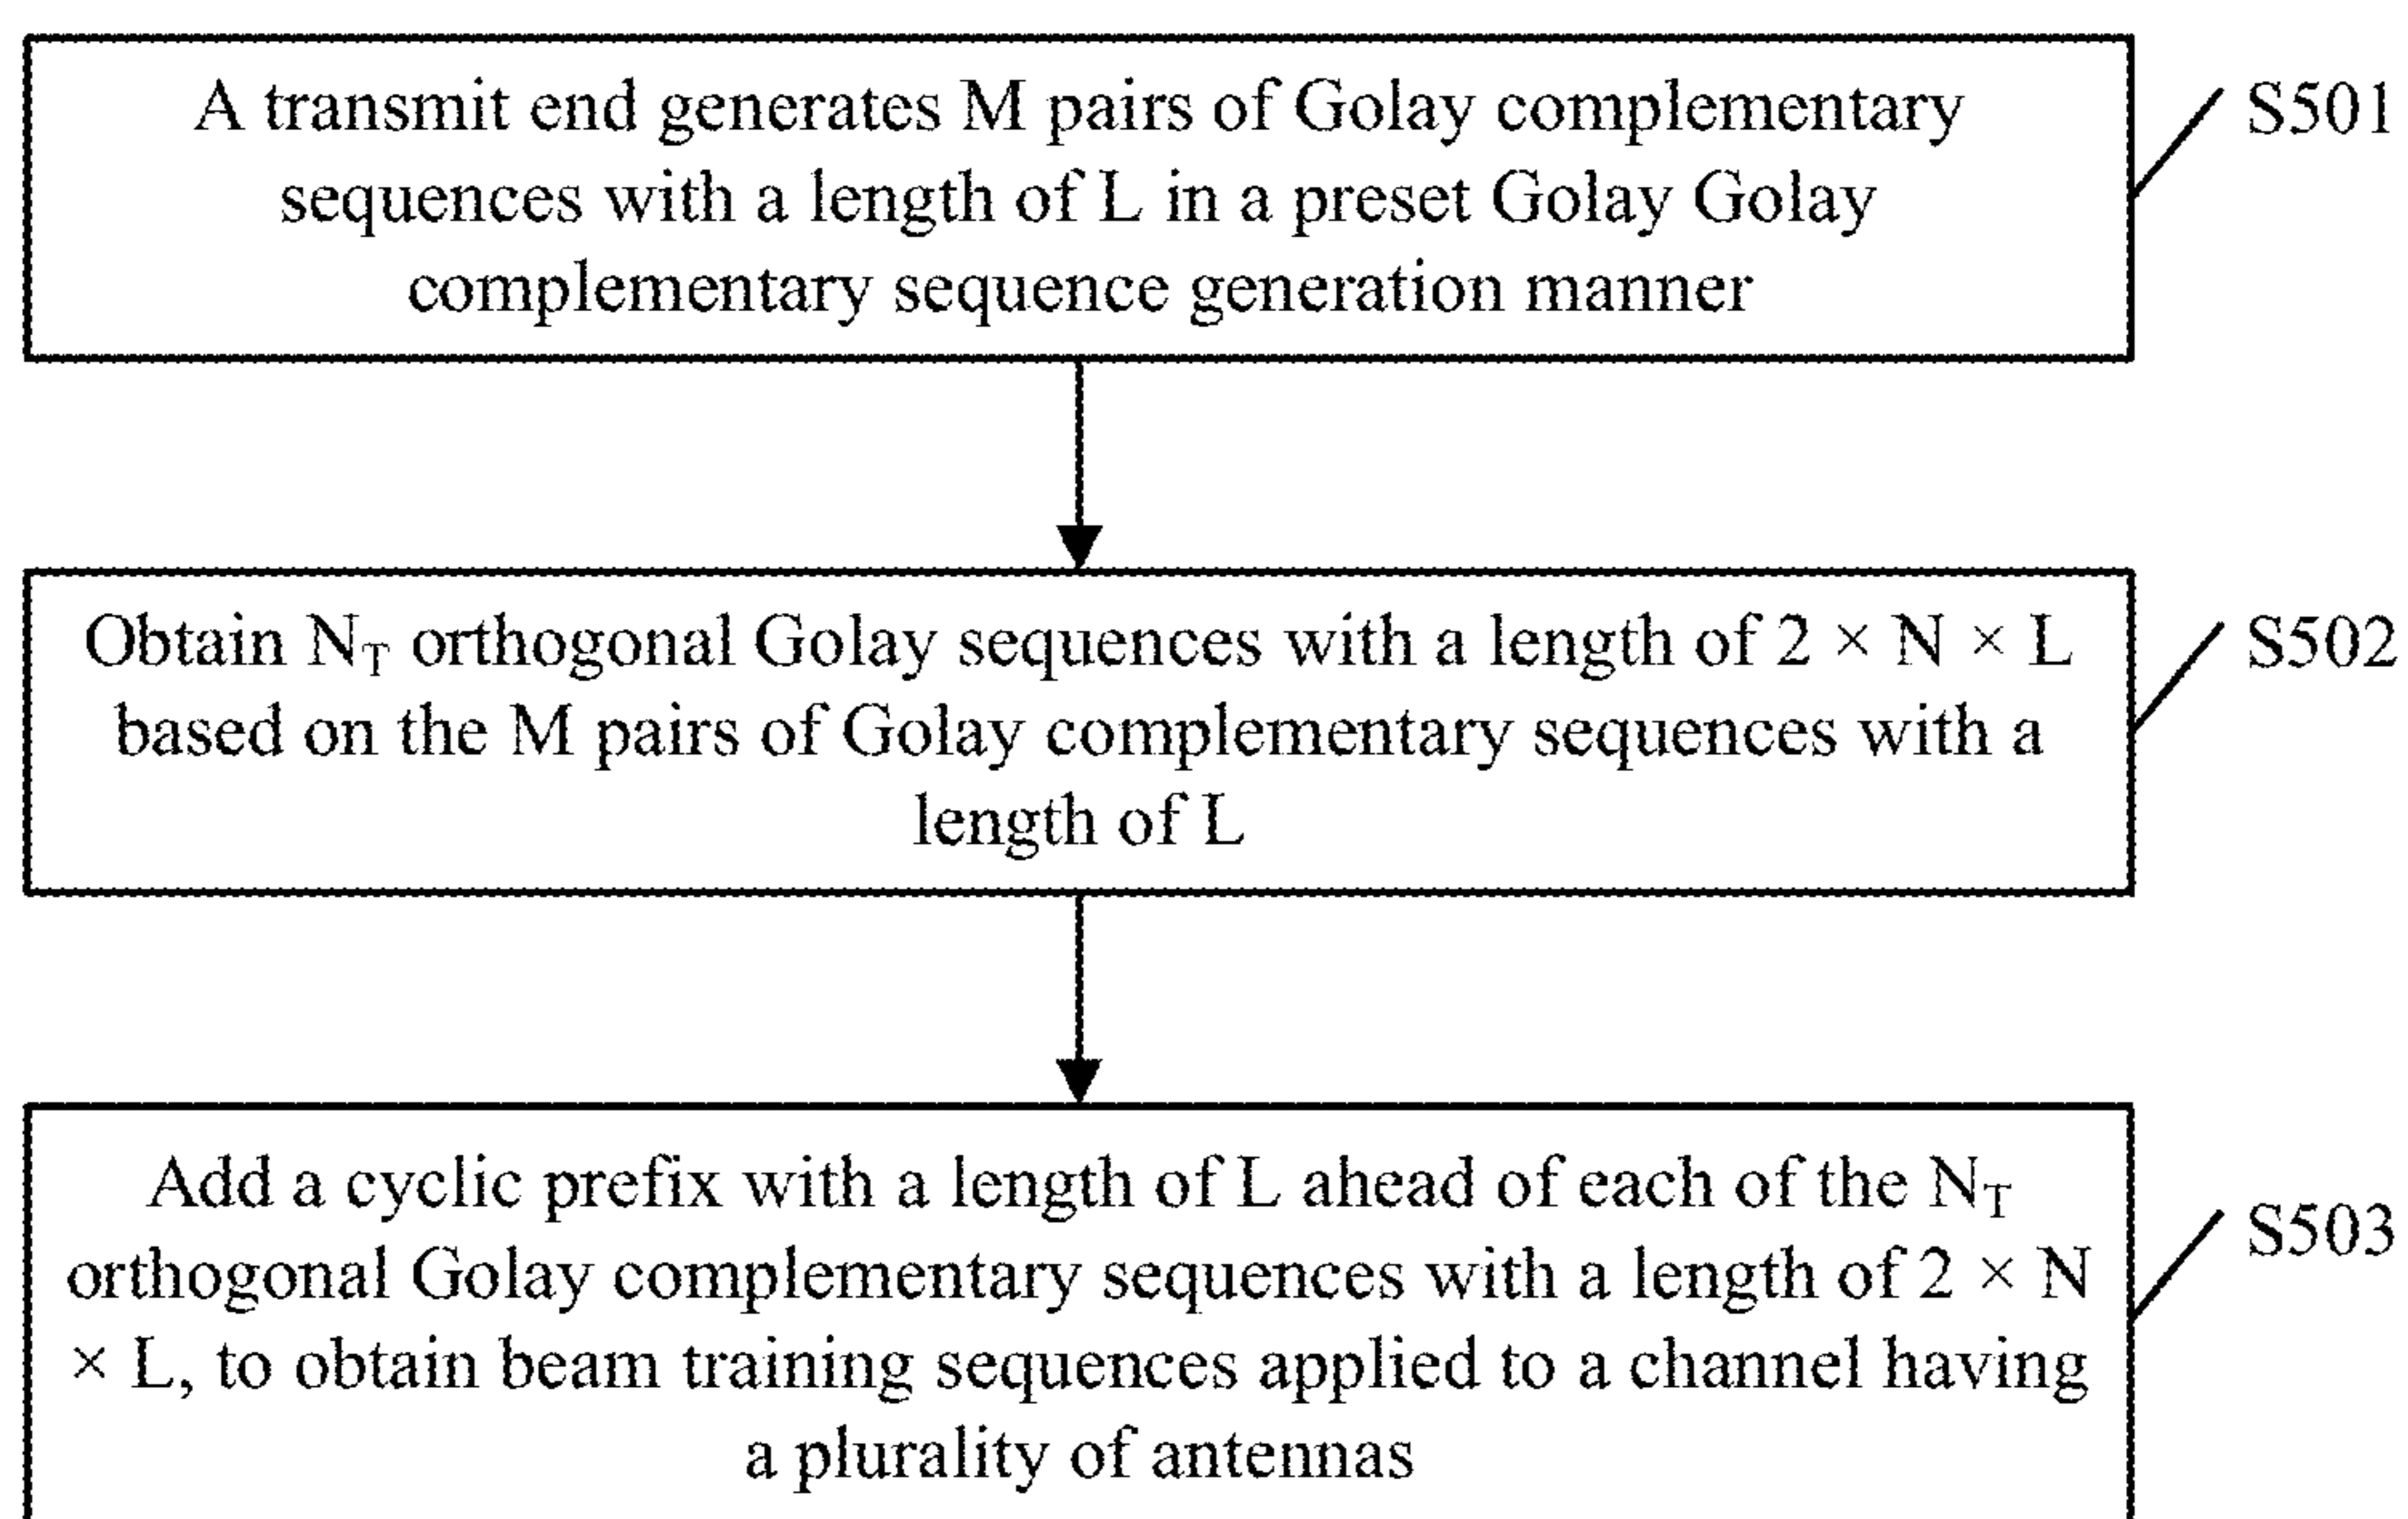 A transmit end generates M pairs of Golay complementary
sequences with a length of L in a preset Golay Golay
complementary sequence generation manner
S501
Obtain N_T orthogonal Golay sequences with a length of 2 × N × L
based on the M pairs of Golay complementary sequences with a
length of L
S502
Add a cyclic prefix with a length of L ahead of each of the N_T
orthogonal Golay complementary sequences with a length of 2 × N
× L, to obtain beam training sequences applied to a channel having
a plurality of antennas
S503